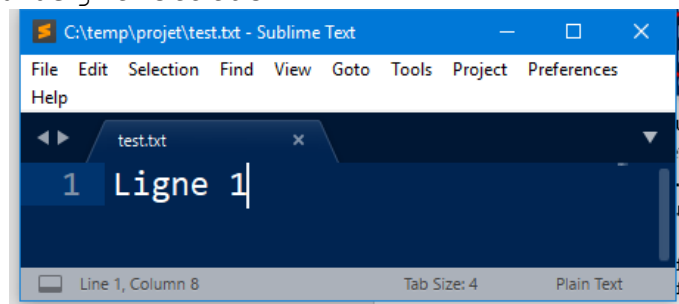 C:\temp\projet\test.txt - Sublime Text
File Edit Selection Find View Goto Tools Project Preferences
Help
test.txt
1 Ligne 1
Line 1, Column 8 Tab Size: 4 Plain Text